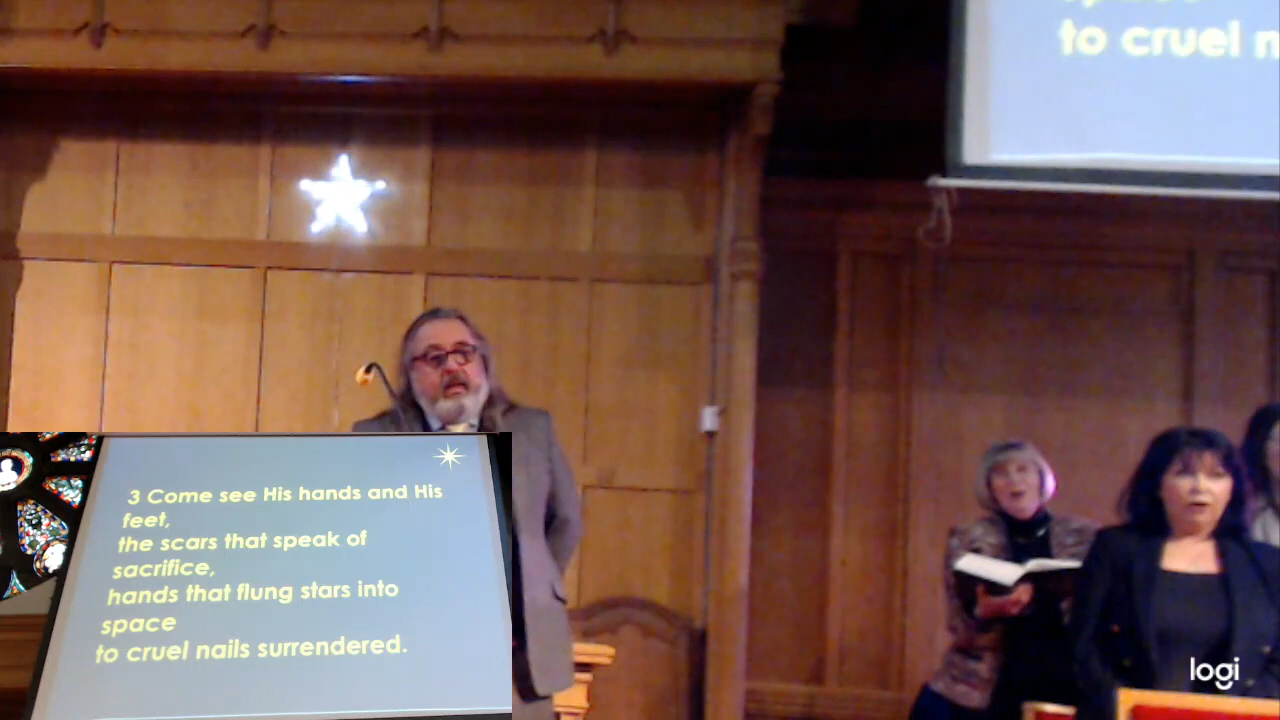 to cruel n
3 Come see His hands and His
feet,
the scars that speak of
sacrifice,
hands that flung stars into
space
to cruel nails surrendered.
logi